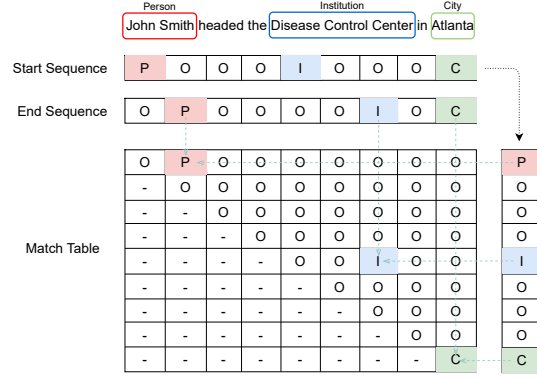 Person Institution City
John Smith headed the Disease Control Center in Atlanta
Start Sequence P O O O I O O O C
End Sequence O P O O O O I O C
Match Table
O P O O O O O O O P
- O O O O O O O O O
- - O O O O O O O O
- - - O O O O O O O
- - - - O O I O O I
- - - - - O O O O O
- - - - - - O O O O
- - - - - - - O O O
- - - - - - - - C C